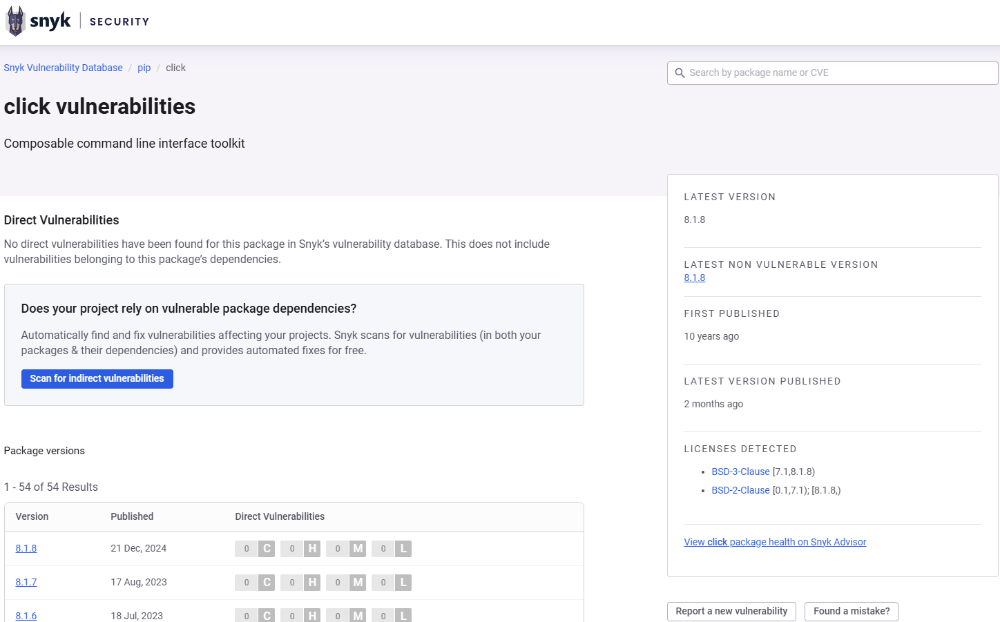 snyk | SECURITY
Snyk Vulnerability Database / pip / click
Search by package name or CVE
click vulnerabilities
Composable command line interface toolkit
Direct Vulnerabilities
No direct vulnerabilities have been found for this package in Snyk’s vulnerability database. This does not include
vulnerabilities belonging to this package’s dependencies.
Does your project rely on vulnerable package dependencies?
Automatically find and fix vulnerabilities affecting your projects. Snyk scans for vulnerabilities (in both your
packages & their dependencies) and provides automated fixes for free.
Scan for indirect vulnerabilities
Package versions
1 - 54 of 54 Results
Version Published Direct Vulnerabilities
8.1.8 21 Dec, 2024 0 C 0 H 0 M 0 L
8.1.7 17 Aug, 2023 0 C 0 H 0 M 0 L
8.1.6 18 Jul, 2023 0 C 0 H 0 M 0 L
LATEST VERSION
8.1.8
LATEST NON VULNERABLE VERSION
8.1.8
FIRST PUBLISHED
10 years ago
LATEST VERSION PUBLISHED
2 months ago
LICENSES DETECTED
• BSD-3-Clause [7.1,8.1.8)
• BSD-2-Clause [0.1,7.1); [8.1.8,)
View click package health on Snyk Advisor
Report a new vulnerability
Found a mistake?